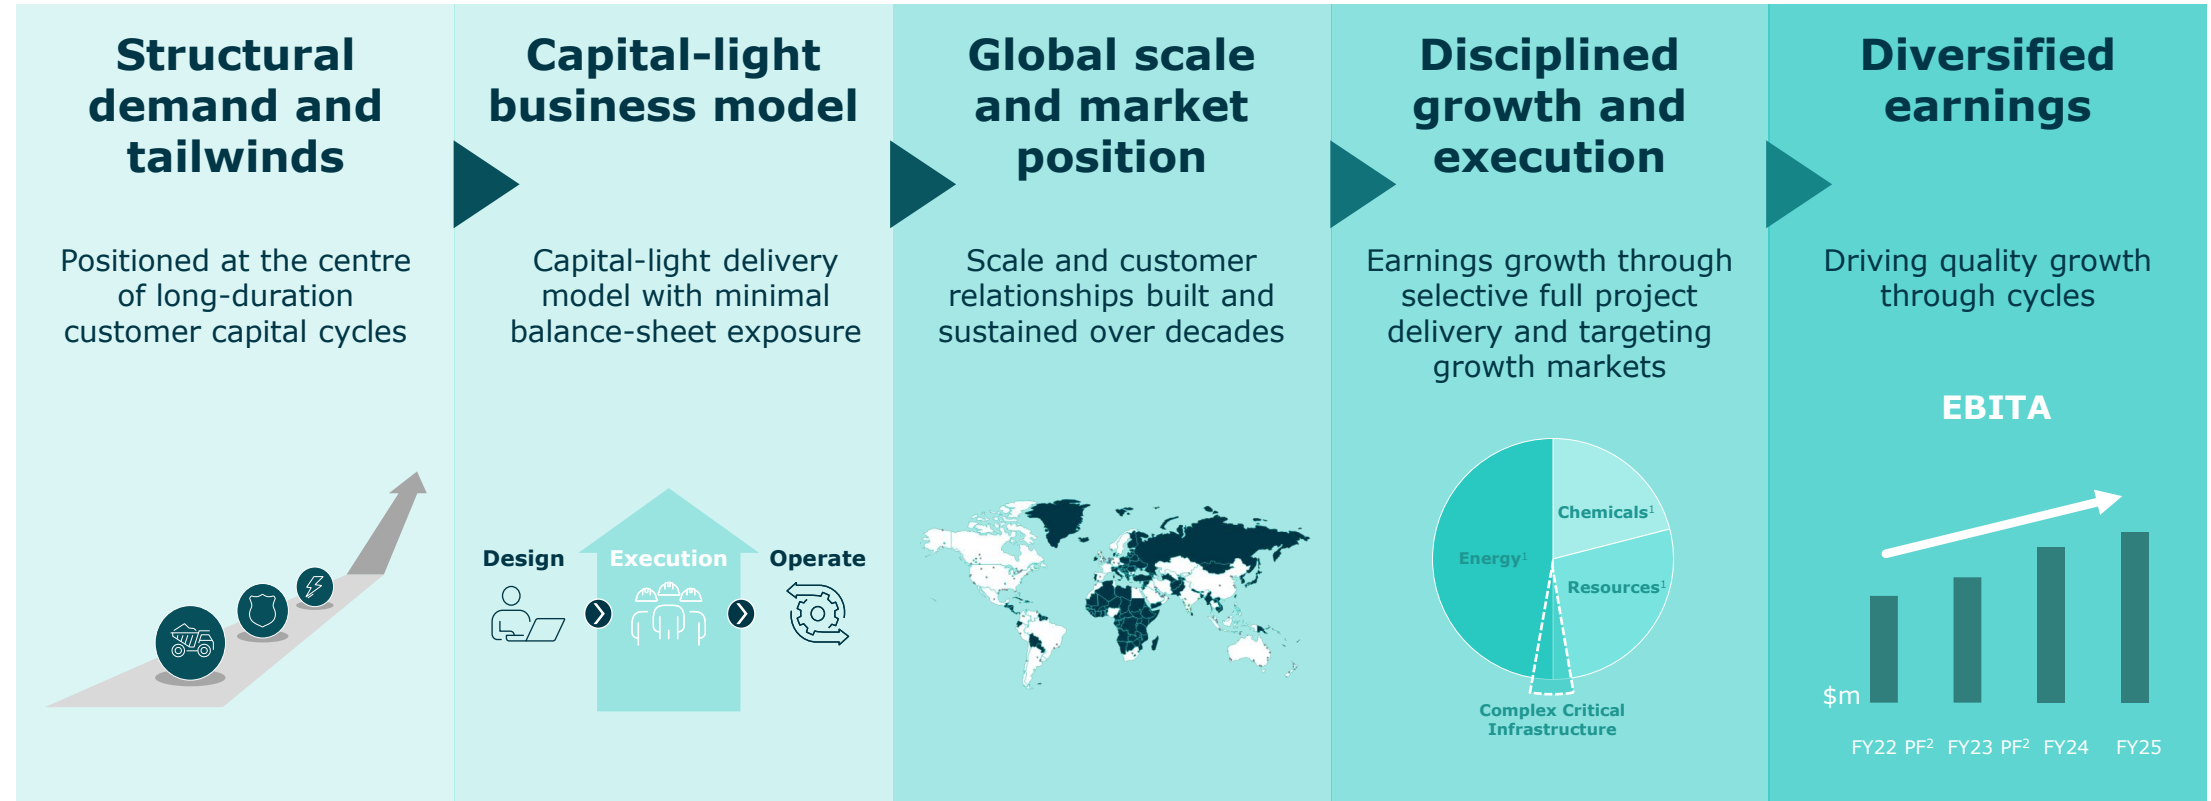 Structural
demand and
tailwinds
Positioned at the centre
of long-duration
customer capital cycles
Capital-light
business model
Capital-light delivery
model with minimal
balance-sheet exposure
Design
Execution
Operate
Global scale
and market
position
Scale and customer
relationships built and
sustained over decades
Disciplined
growth and
execution
Earnings growth through
selective full project
delivery and targeting
growth markets
Chemicals¹
Energy¹
Resources¹
Complex Critical
Infrastructure
Diversified
earnings
Driving quality growth
through cycles
EBITA
$m
FY22 PF² FY23 PF² FY24 FY25